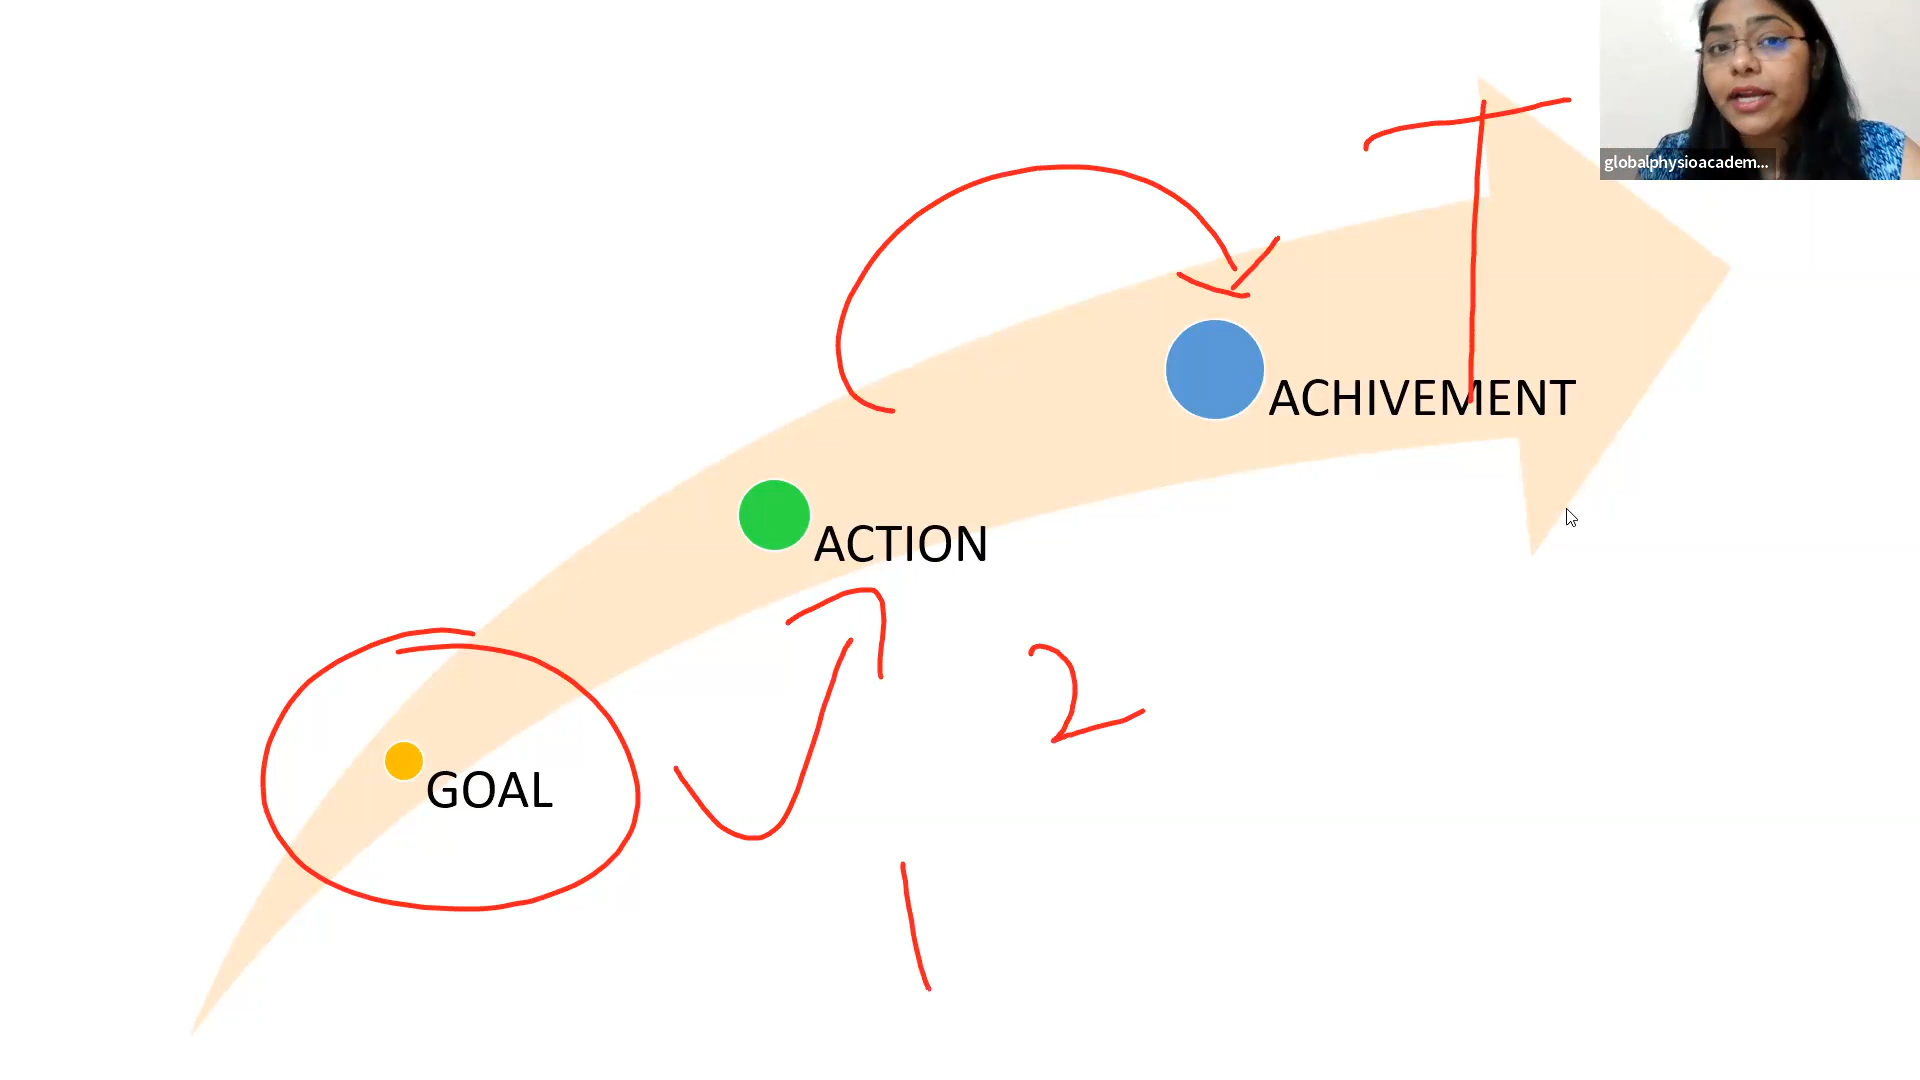 globalphysioacadem...
T
ACHIVEMENT
ACTION
2
GOAL
1